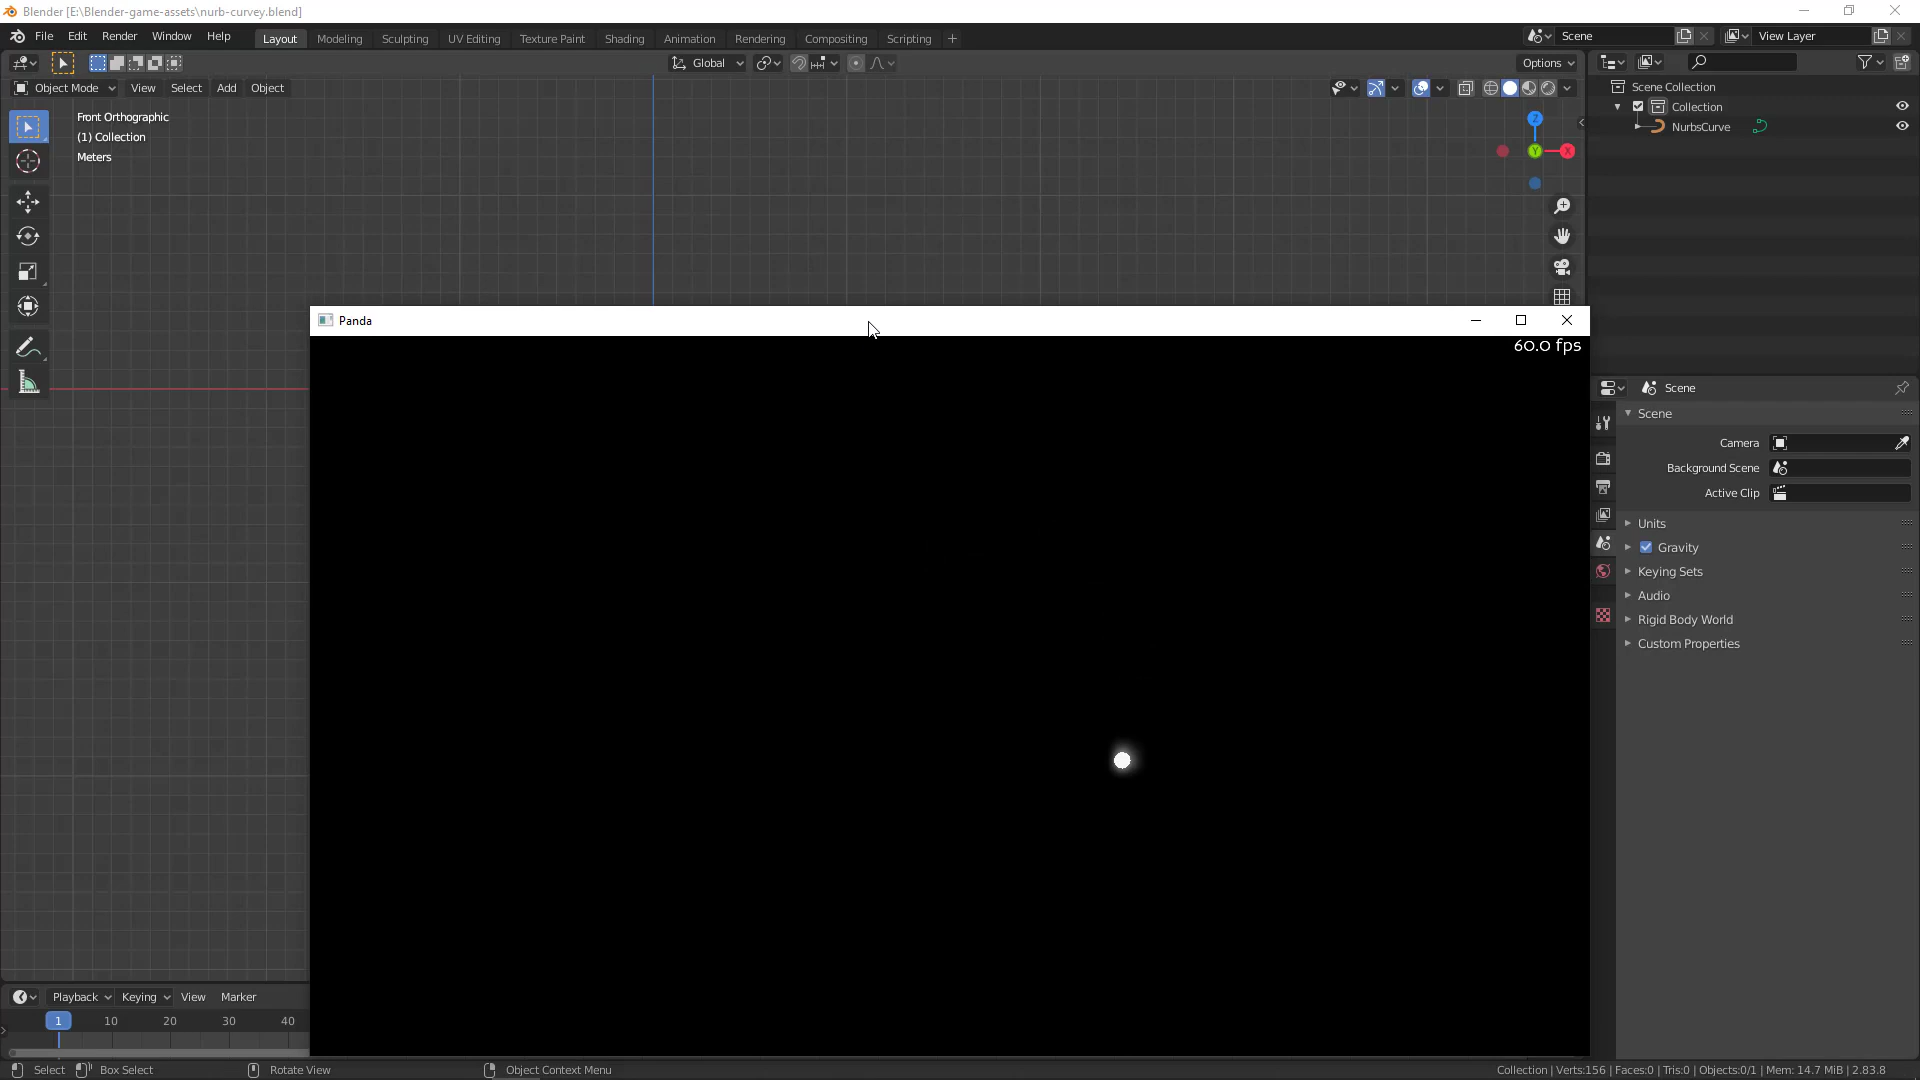 Blender [E:\Blender-game-assets\nurb-curvey.blend]
File Edit Render Window Help
Layout Modeling Sculpting UV Editing Texture Paint Shading Animation Rendering Compositing Scripting +
Scene
View Layer
Global
Options
Object Mode View Select Add Object
Front Orthographic
(1) Collection
Meters
Z
Y
X
Scene Collection
Collection
NurbsCurve
Panda
60.0 fps
Scene
Scene
Camera
Background Scene
Active Clip
Units
Gravity
Keying Sets
Audio
Rigid Body World
Custom Properties
Playback Keying View Marker
1 10 20 30 40
Select Box Select Rotate View Object Context Menu
Collection | Verts:156 | Faces:0 | Tris:0 | Objects:0/1 | Mem: 14.7 MiB | 2.83.8